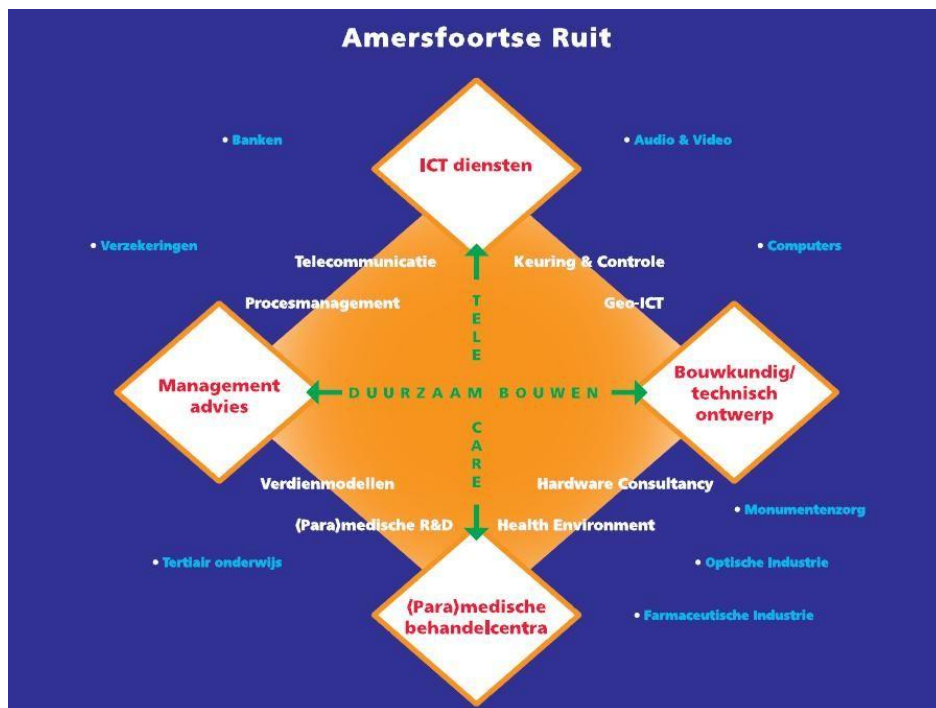 Amersfoortse Ruit
• Banken
• Audio & Video
ICT diensten
• Verzekeringen
• Computers
Telecommunicatie
Keuring & Controle
Procesmanagement
Geo-ICT
TELE
Management
advies
DUURZAAM BOUWEN
Bouwkundig/
technisch
ontwerp
CARE
Verdienmodellen
Hardware Consultancy
• Monumentenzorg
(Para)medische R&D
Health Environment
• Tertiair onderwijs
• Optische Industrie
(Para)medische
behandelcentra
• Farmaceutische Industrie